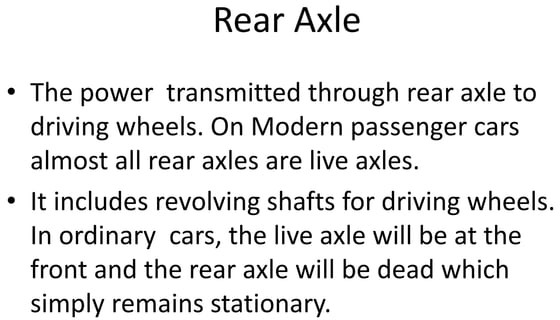 Rear Axle
• The power  transmitted through rear axle to
driving wheels. On Modern passenger cars
almost all rear axles are live axles.
• It includes revolving shafts for driving wheels.
In ordinary  cars, the live axle will be at the
front and the rear axle will be dead which
simply remains stationary.